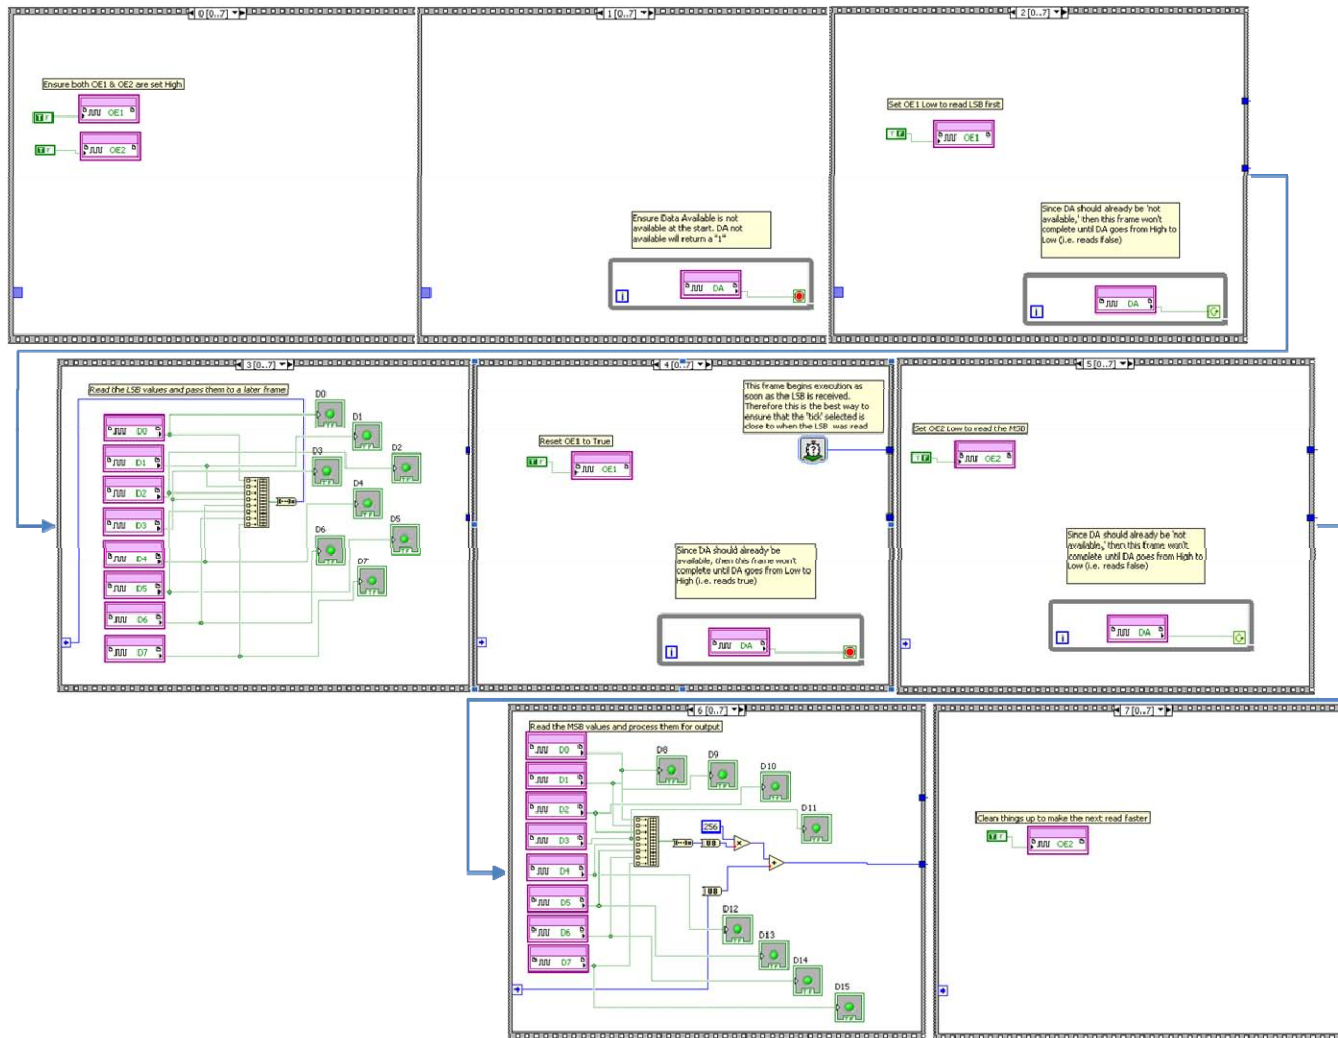 0 [0..7]
Ensure both OE1 & OE2 are set High
OE1
OE2
1 [0..7]
Ensure Data Available is not
available at the start. DA not
available will return a "1"
DA
i
2 [0..7]
Set OE1 Low to read LSB first
OE1
Since DA should already be 'not
available,' then this frame won't
complete until DA goes from High to
Low (i.e. reads false)
DA
i
3 [0..7]
Read the LSB values and pass them to a later frame
D0
D1
D2
D3
D4
D5
D6
D7
D0
D1
D2
D3
D4
D5
D6
D7
4 [0..7]
This frame begins execution as
soon as the LSB is received.
Therefore this is the best way to
ensure that the 'tick' selected is
close to when the LSB was read
Reset OE1 to True
OE1
Since DA should already be
available, then this frame won't
complete until DA goes from Low to
High (i.e. reads true)
DA
i
5 [0..7]
Set OE2 Low to read the MSB
OE2
Since DA should already be 'not
available,' then this frame won't
complete until DA goes from High to
Low (i.e. reads false)
DA
i
6 [0..7]
Read the MSB values and process them for output
D0
D1
D2
D3
D4
D5
D6
D7
D8
D9
D10
D11
256
U8
U8
D12
D13
D14
D15
7 [0..7]
Clean things up to make the next read faster
OE2